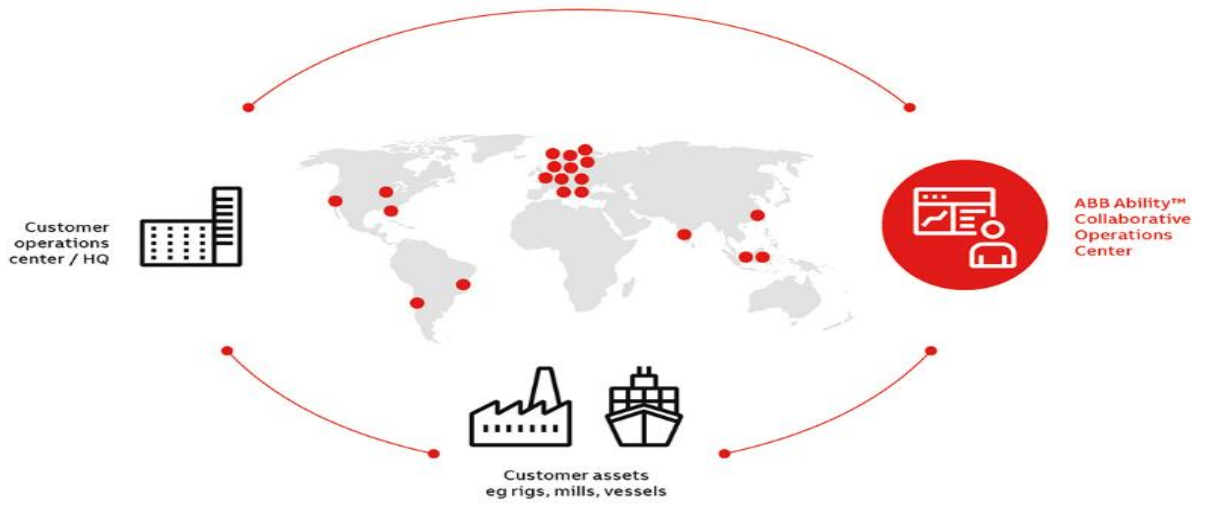 Customer
operations
center / HQ
ABB Ability™
Collaborative
Operations
Center
Customer assets
eg rigs, mills, vessels